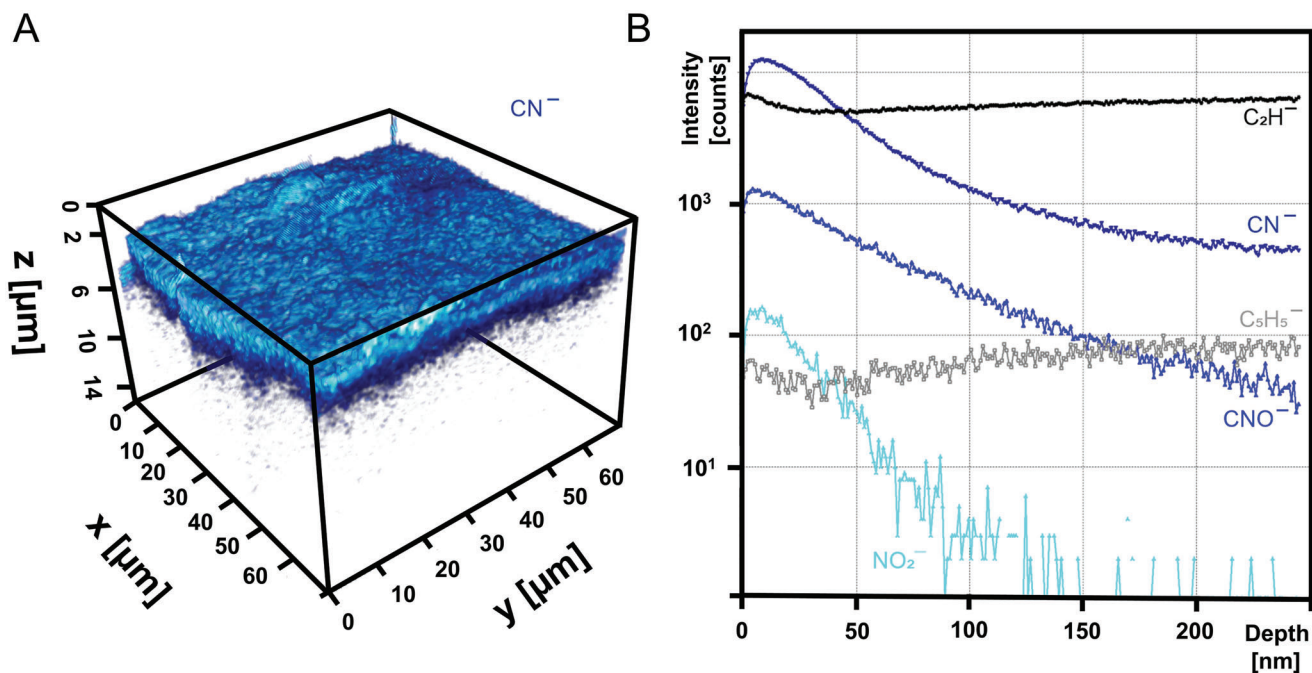 A
CN⁻
0
2
6
10
14
z [µm]
0
10
20
30
40
50
60
x [µm]
0
10
20
30
40
50
60
y [µm]
B
Intensity
[counts]
10³
10²
10¹
C₂H⁻
CN⁻
C₅H₅⁻
CNO⁻
NO₂⁻
0
50
100
150
200
Depth
[nm]